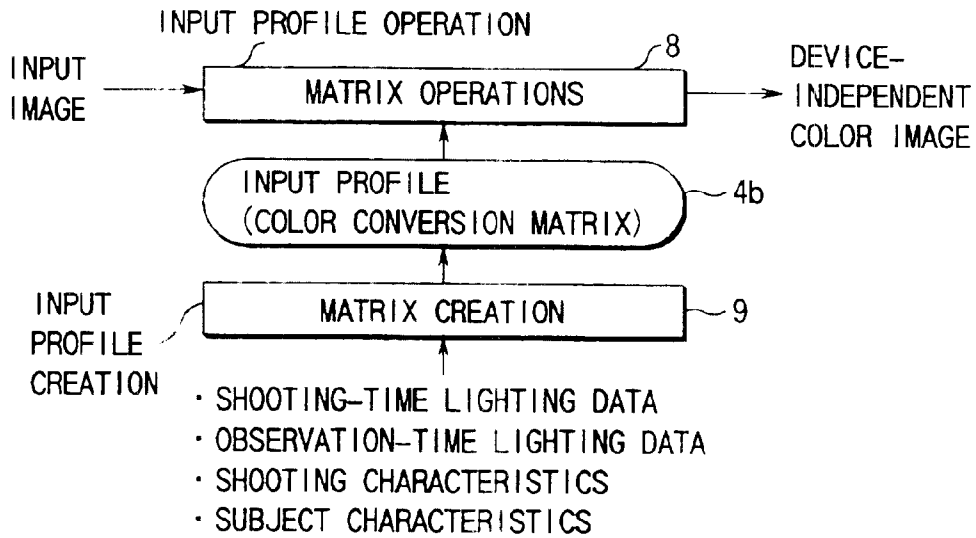 INPUT PROFILE OPERATION
8
INPUT
IMAGE
MATRIX OPERATIONS
DEVICE-
INDEPENDENT
COLOR IMAGE
INPUT PROFILE
(COLOR CONVERSION MATRIX)
4b
INPUT
PROFILE
CREATION
MATRIX CREATION
9
· SHOOTING-TIME LIGHTING DATA
· OBSERVATION-TIME LIGHTING DATA
· SHOOTING CHARACTERISTICS
· SUBJECT CHARACTERISTICS